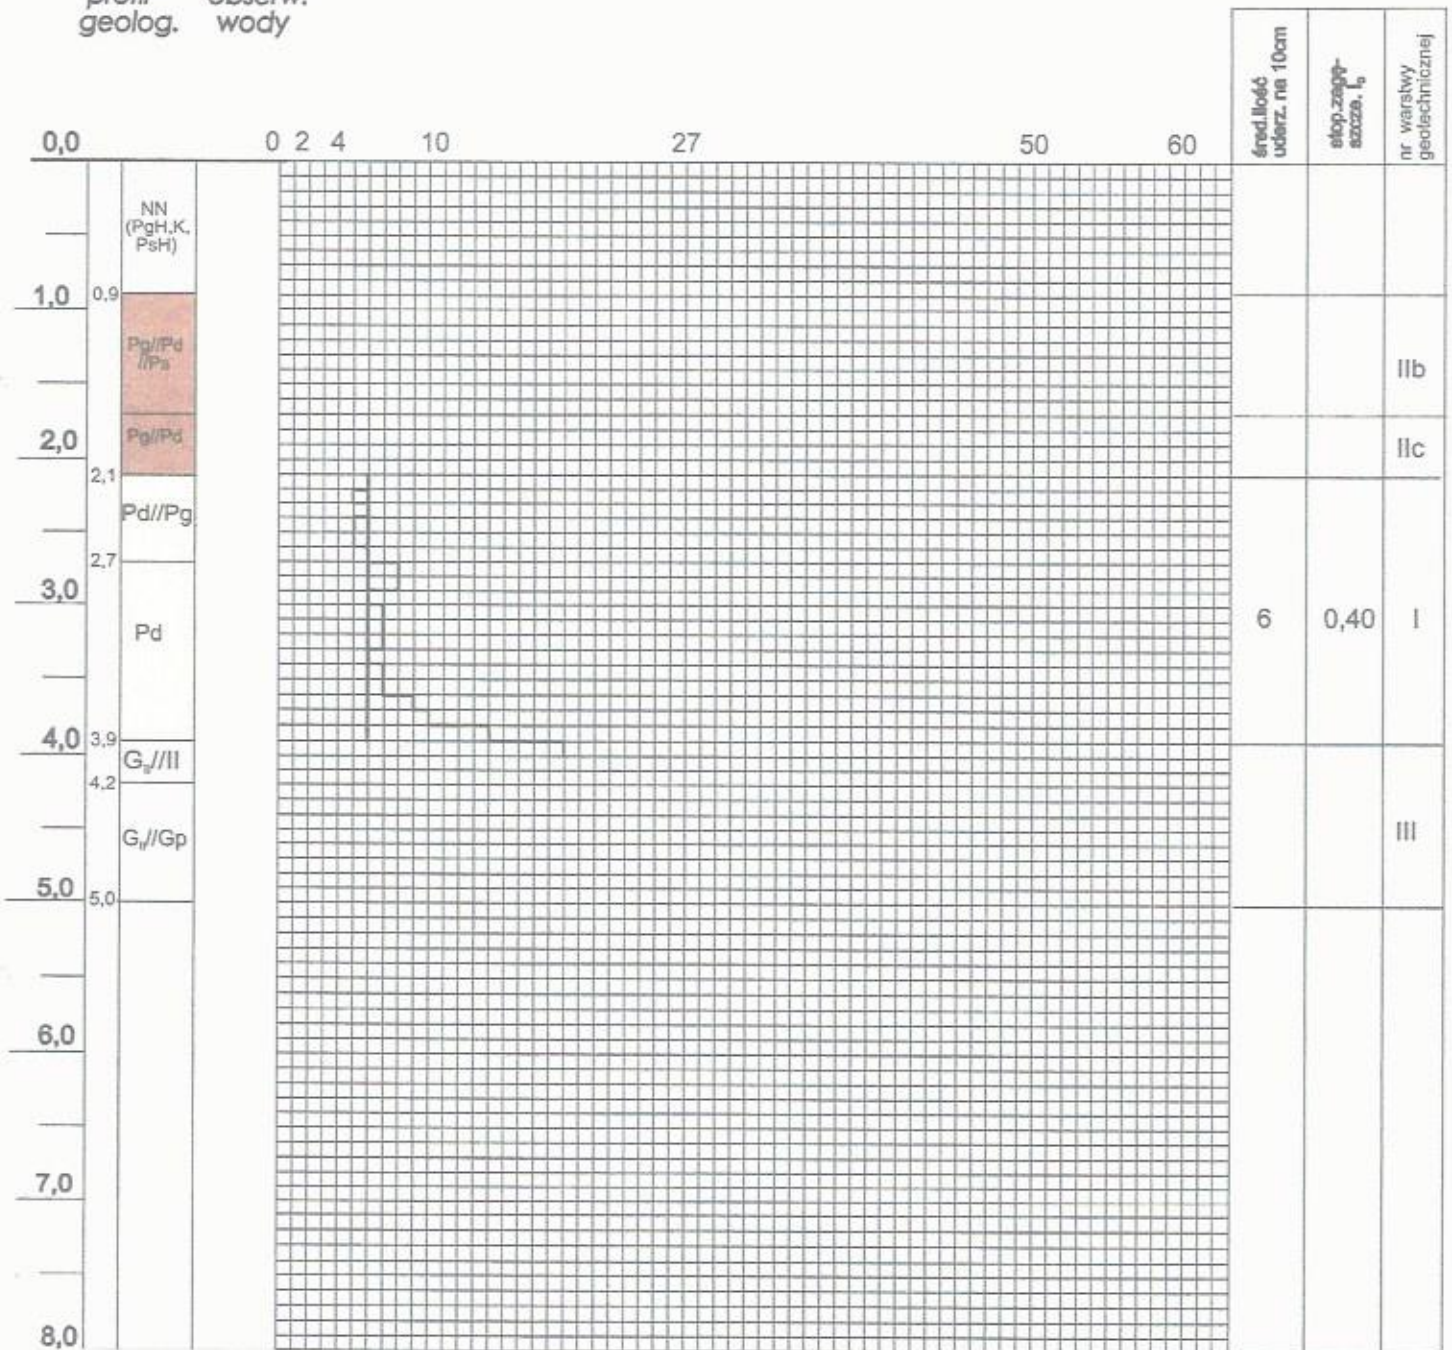 geolog. wody
śred.ilość
uderz. na 10cm
stop.zagę-
szcze. I
nr warstwy
geotechnicznej
0,0
0 2 4 10 27 50 60
NN
(PgH,K,
PsH)
1,0
0,9
Pg//Pd
//Ps
IIb
Pg//Pd
2,0
IIc
2,1
Pd//Pg
2,7
3,0
Pd
6 0,40 I
4,0
3,9
//II
4,2
//Gp
III
5,0
5,0
6,0
7,0
8,0